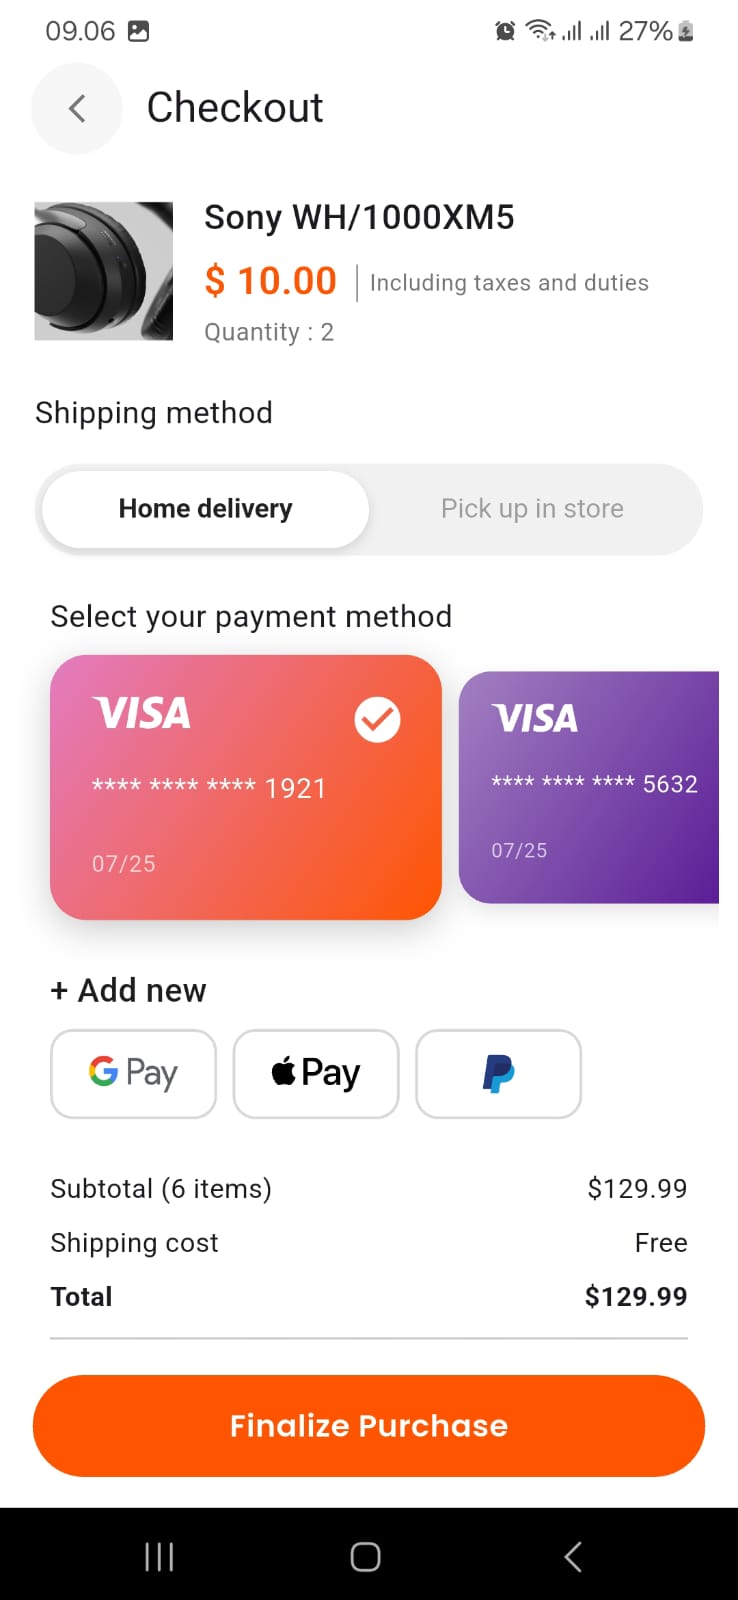 09.06 27%
Checkout
Sony WH/1000XM5
$ 10.00 Including taxes and duties
Quantity : 2
Shipping method
Home delivery Pick up in store
Select your payment method
VISA VISA
**** **** **** 1921 **** **** **** 5632
07/25 07/25
+ Add new
G Pay Pay P
Subtotal (6 items) $129.99
Shipping cost Free
Total $129.99
Finalize Purchase